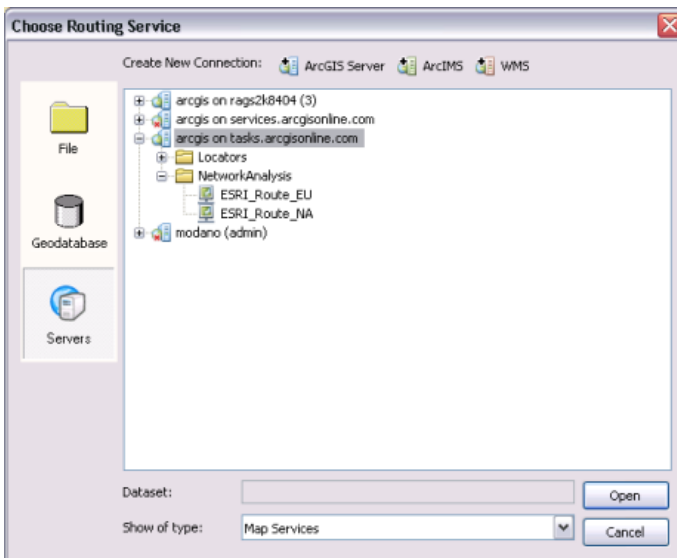 Choose Routing Service
Create New Connection: ArcGIS Server ArcIMS WMS
File
Geodatabase
Servers
arcgis on rags2k8404 (3)
arcgis on services.arcgisonline.com
arcgis on tasks.arcgisonline.com
Locators
NetworkAnalysis
ESRI_Route_EU
ESRI_Route_NA
modano (admin)
Dataset:
Open
Show of type: Map Services
Cancel